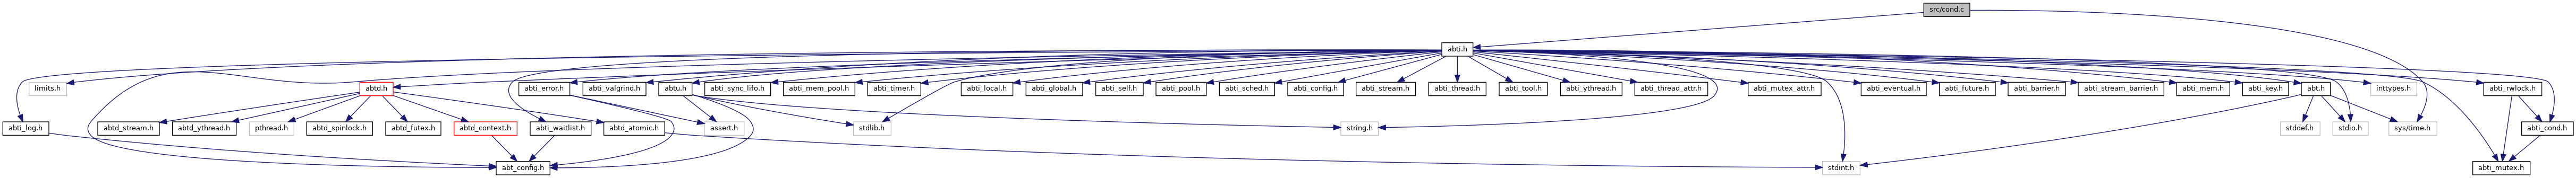 src/cond.c
abti.h
limits.h
abtd.h
abti_error.h
abti_valgrind.h
abtu.h
abti_sync_lifo.h
abti_mem_pool.h
abti_timer.h
abti_local.h
abti_global.h
abti_self.h
abti_pool.h
abti_sched.h
abti_config.h
abti_stream.h
abti_thread.h
abti_tool.h
abti_ythread.h
abti_thread_attr.h
abti_mutex_attr.h
abti_eventual.h
abti_future.h
abti_barrier.h
abti_stream_barrier.h
abti_mem.h
abti_key.h
abt.h
inttypes.h
abti_rwlock.h
abti_log.h
abtd_stream.h
abtd_ythread.h
pthread.h
abtd_spinlock.h
abtd_futex.h
abtd_context.h
abti_waitlist.h
abtd_atomic.h
assert.h
stdlib.h
string.h
stddef.h
stdio.h
sys/time.h
abti_cond.h
abt_config.h
stdint.h
abti_mutex.h